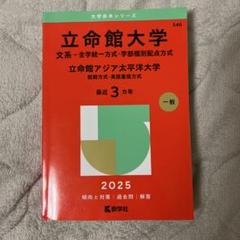 大学赤本シリーズ
546
立命館大学
文系－全学統一方式・学部個別配点方式
立命館アジア太平洋大学
前期方式・英語重視方式
最近3カ年
一般
2025
傾向と対策|過去問|解答
教学社